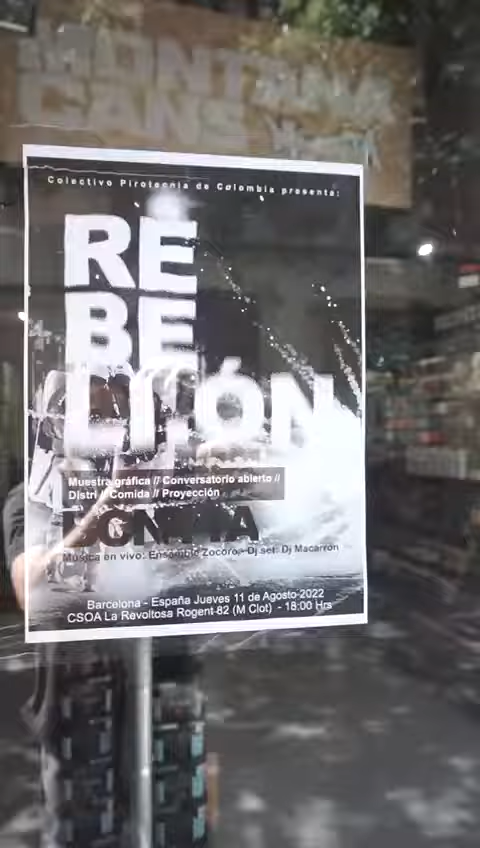 Colectivo Pirotecnia de Colombia presenta:
RE
BE
LIÓN
Muestra gráfica // Conversatorio abierto //
Distri // Comida // Proyección
Música en vivo: Ensamble Zocoro - Dj set: Dj Macarrón
Barcelona - España Jueves 11 de Agosto-2022
CSOA La Revoltosa Rogent-82 (M Clot) - 18:00 Hrs